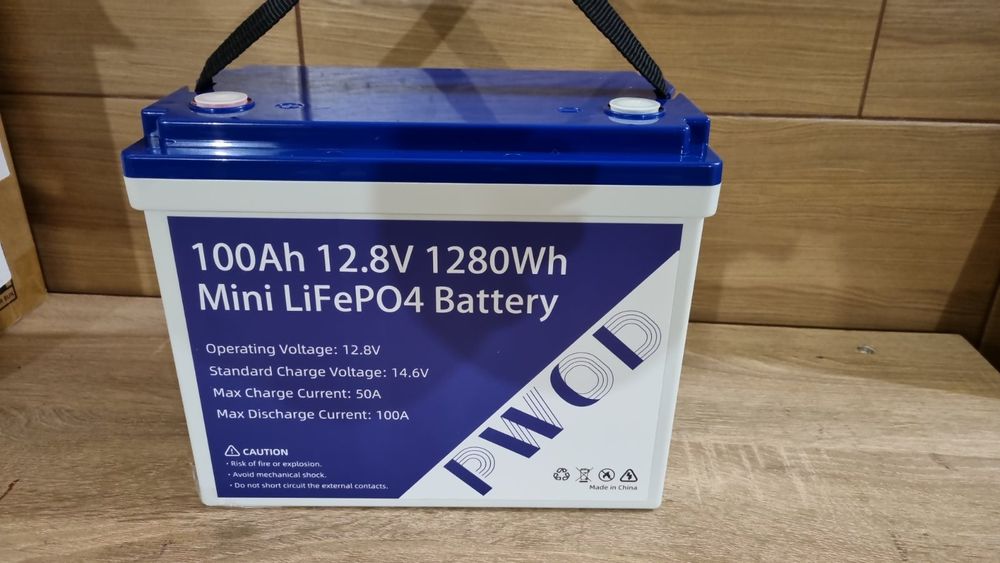 100Ah 12.8V 1280Wh
Mini LiFePO4 Battery
Operating Voltage: 12.8V
Standard Charge Voltage: 14.6V
Max Charge Current: 50A
Max Discharge Current: 100A
CAUTION
· Risk of fire or explosion.
· Avoid mechanical shock.
· Do not short circuit the external contacts.
PWOD
Made in China